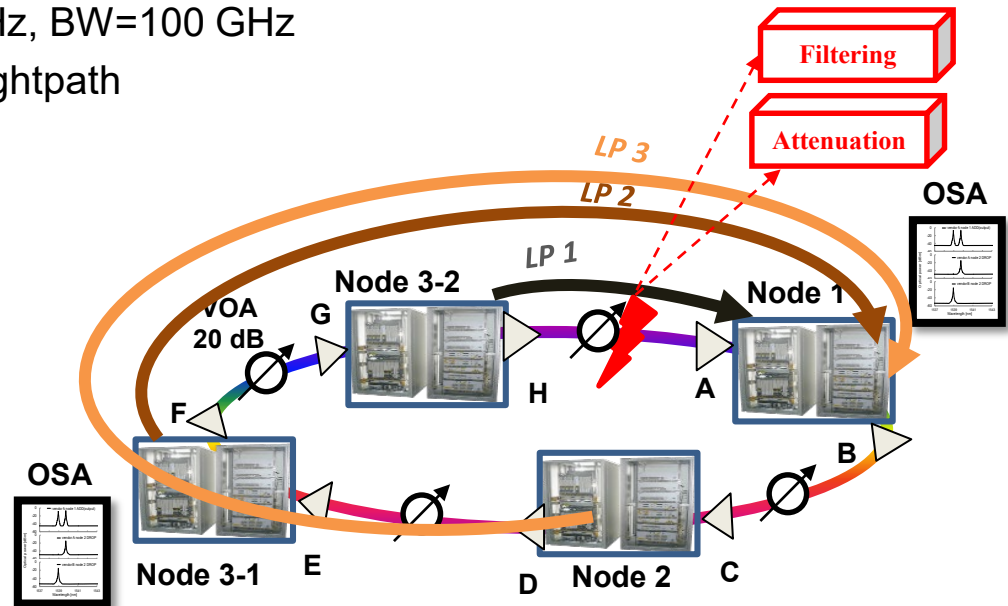 Hz, BW=100 GHz
ghtpath
Filtering
Attenuation
LP 3
LP 2
LP 1
OSA
Node 3-2
Node 1
VOA
20 dB
G
H
A
F
B
OSA
E
D
C
Node 3-1
Node 2